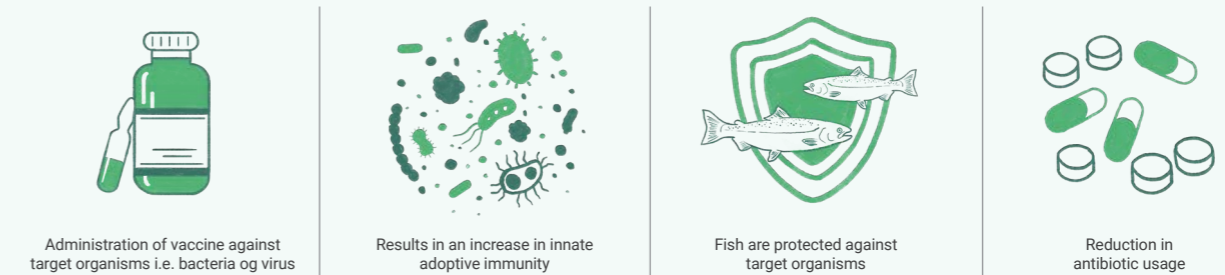 Administration of vaccine against
target organisms i.e. bacteria og virus
Results in an increase in innate
adoptive immunity
Fish are protected against
target organisms
Reduction in
antibiotic usage